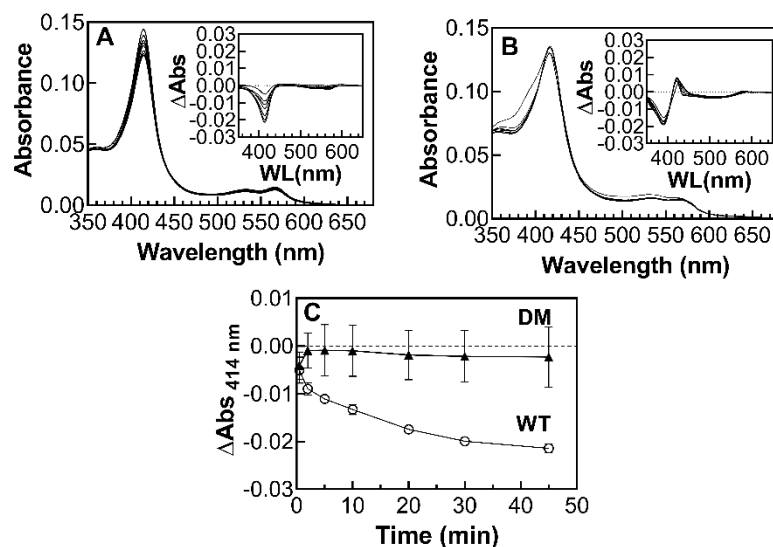 A
Absorbance
0.15
0.10
0.05
0.00
350 400 450 500 550 600 650
Wavelength (nm)
△Abs
0.03
0.02
0.01
0.00
-0.01
-0.02
0.03
400 500 600
WL(nm)
B
Absorbance
0.15
0.10
0.05
0.00
350 400 450 500 550 600 650
Wavelength (nm)
△Abs
0.03
0.02
0.01
0.00
-0.01
-0.02
0.03
400 500 600
WL(nm)
C
△Abs 414 nm
0.01
0.00
-0.01
-0.02
-0.03
0 10 20 30 40 50
Time (min)
DM
WT